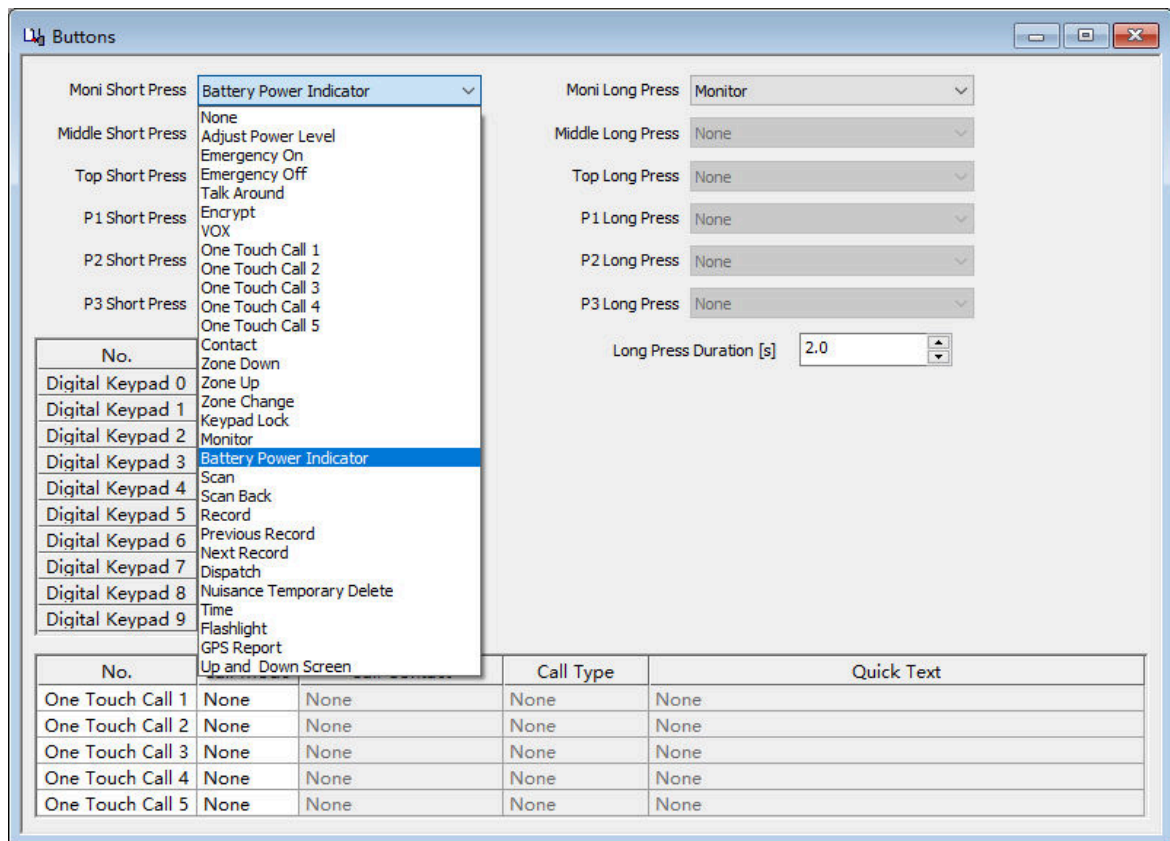 Buttons
Moni Short Press Battery Power Indicator Moni Long Press Monitor
None
Middle Short Press Adjust Power Level Middle Long Press None
Emergency On
Emergency Off
Top Short Press Top Long Press None
Talk Around
P1 Short Press Encrypt P1 Long Press None
VOX
One Touch Call 1
P2 Short Press One Touch Call 2 P2 Long Press None
One Touch Call 3
P3 Short Press One Touch Call 4 P3 Long Press None
One Touch Call 5
Contact Long Press Duration [s] 2.0
No.
Zone Down
Digital Keypad 0 Zone Up
Digital Keypad 1 Zone Change
Keypad Lock
Digital Keypad 2 Monitor
Digital Keypad 3 Battery Power Indicator
Digital Keypad 4 Scan
Scan Back
Digital Keypad 5 Record
Digital Keypad 6 Previous Record
Next Record
Digital Keypad 7 Dispatch
Digital Keypad 8 Nuisance Temporary Delete
Digital Keypad 9 Time
Flashlight
GPS Report
Up and Down Screen
No. Call Type Quick Text
One Touch Call 1 None None None None
One Touch Call 2 None None None None
One Touch Call 3 None None None None
One Touch Call 4 None None None None
One Touch Call 5 None None None None